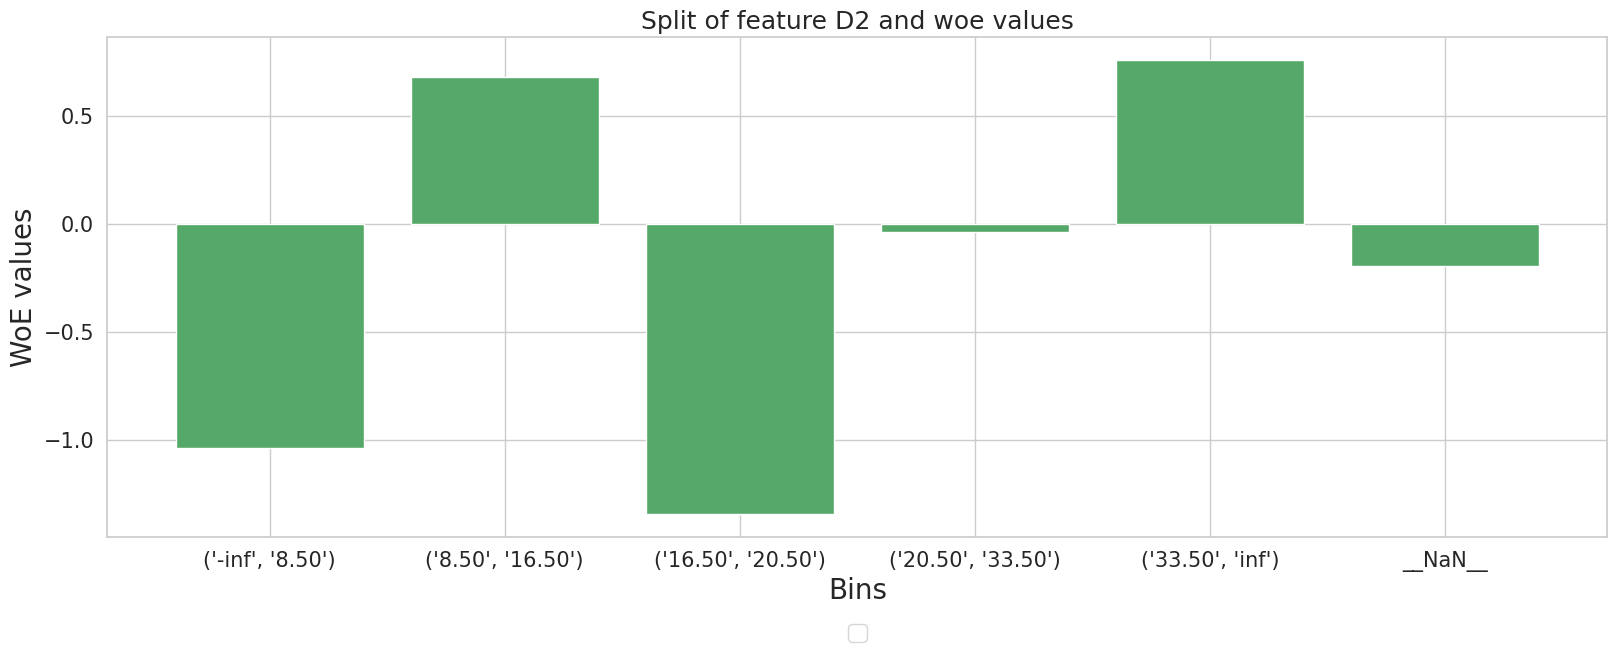 Split of feature D2 and woe values
WoE values
0.5
0.0
−0.5
−1.0
('-inf', '8.50') ('8.50', '16.50') ('16.50', '20.50') ('20.50', '33.50') ('33.50', 'inf') __NaN__
Bins